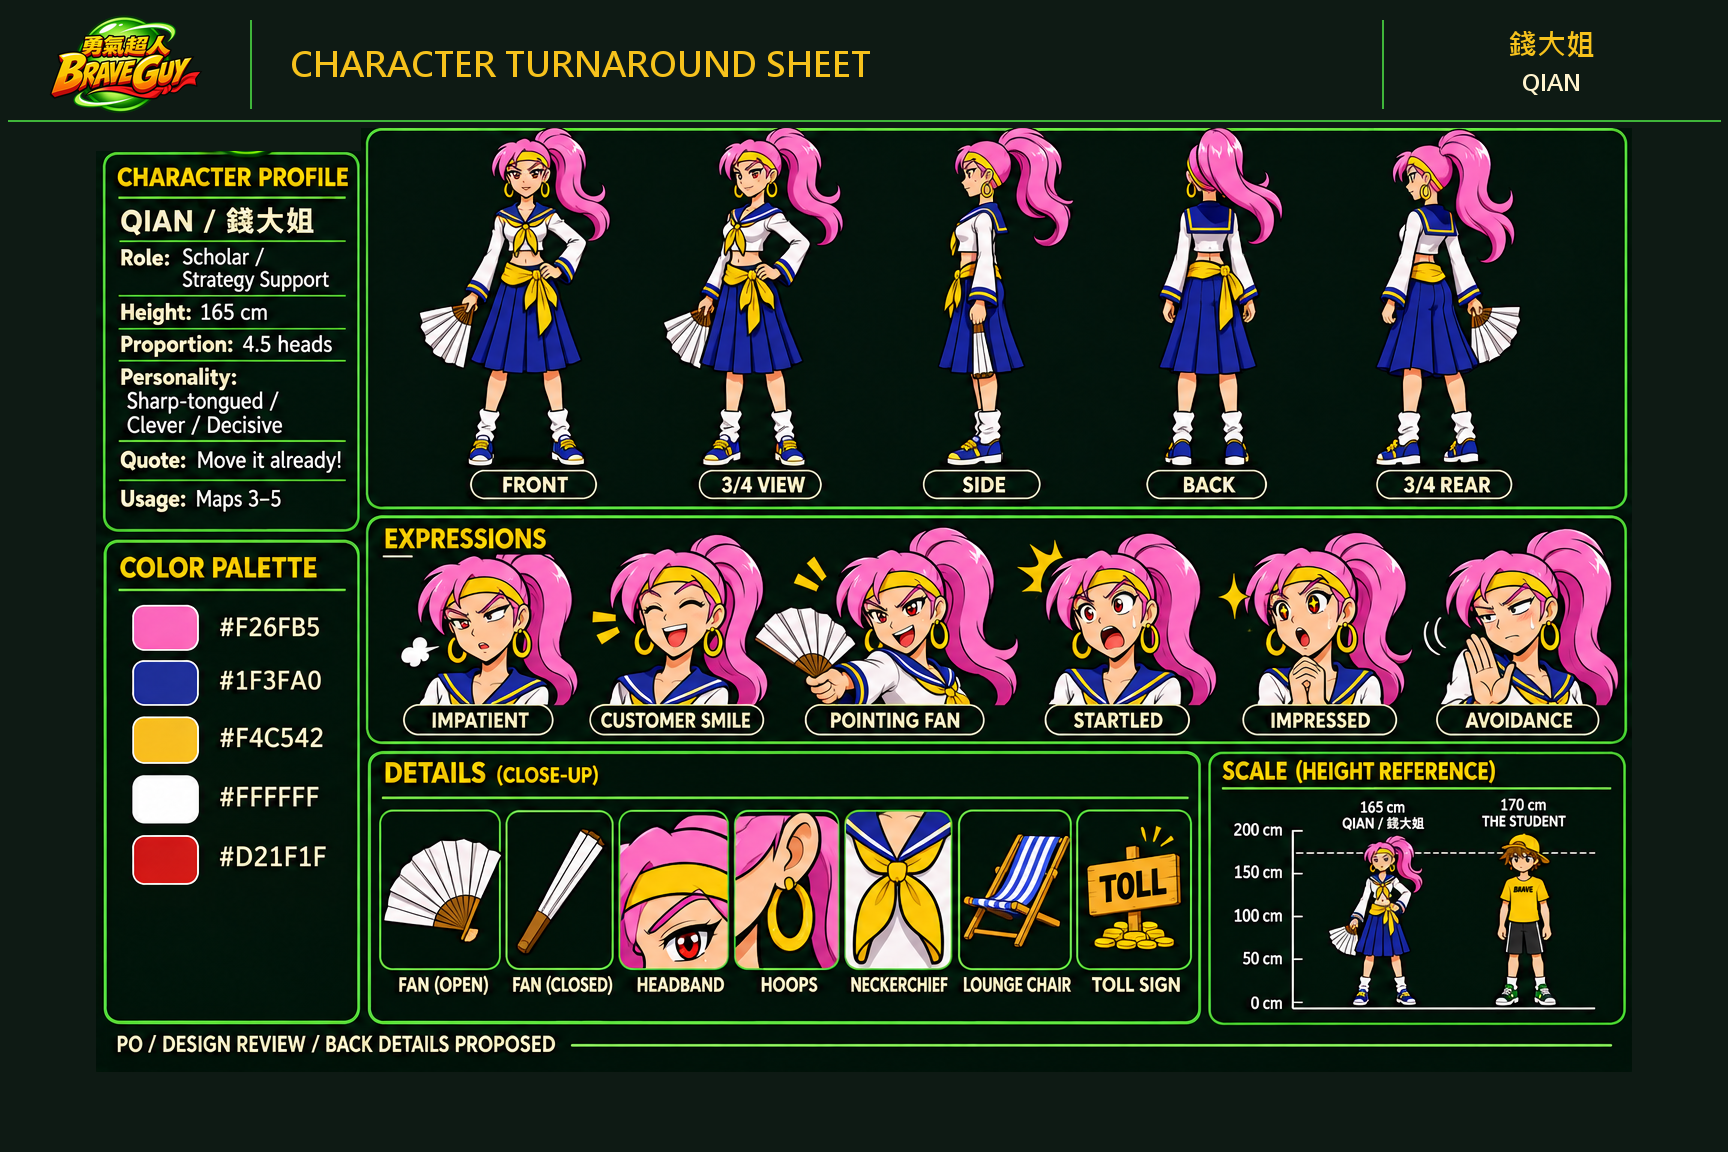 勇氣超人
BRAVE GUY
CHARACTER TURNAROUND SHEET
錢大姐
QIAN
CHARACTER PROFILE
QIAN / 錢大姐
Role: Scholar /
Strategy Support
Height: 165 cm
Proportion: 4.5 heads
Personality:
Sharp-tongued /
Clever / Decisive
Quote: Move it already!
Usage: Maps 3–5
COLOR PALETTE
#F26FB5
#1F3FA0
#F4C542
#FFFFFF
#D21F1F
FRONT
3/4 VIEW
SIDE
BACK
3/4 REAR
EXPRESSIONS
IMPATIENT
CUSTOMER SMILE
POINTING FAN
STARTLED
IMPRESSED
AVOIDANCE
DETAILS (CLOSE-UP)
TOLL
FAN (OPEN)
FAN (CLOSED)
HEADBAND
HOOPS
NECKERCHIEF
LOUNGE CHAIR
TOLL SIGN
SCALE (HEIGHT REFERENCE)
165 cm
QIAN / 錢大姐
170 cm
THE STUDENT
200 cm
150 cm
100 cm
50 cm
0 cm
BRAVE
PO / DESIGN REVIEW / BACK DETAILS PROPOSED